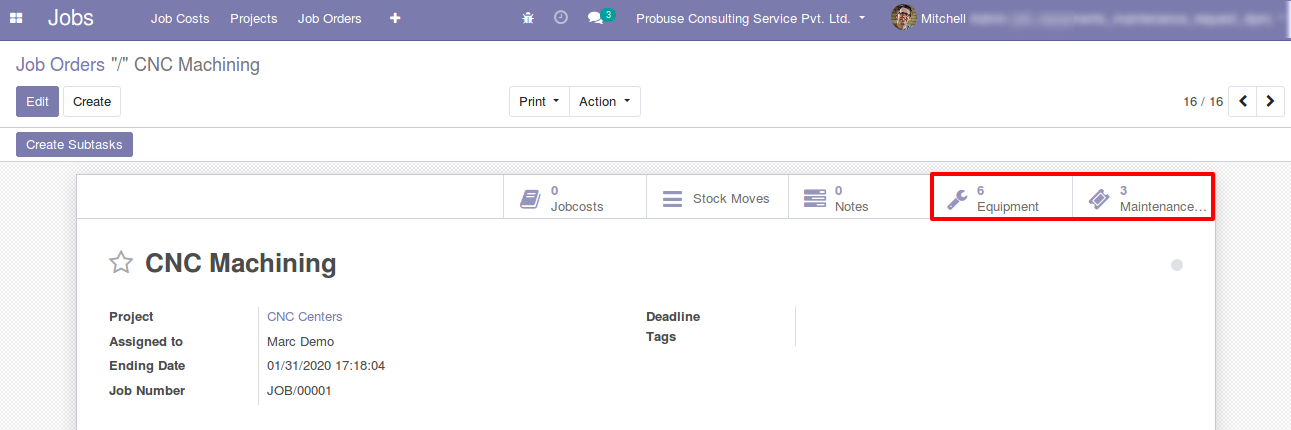 Jobs Job Costs Projects Job Orders 3 Probuse Consulting Service Pvt. Ltd. Mitchell
Job Orders "/" CNC Machining
Edit Create Print Action 16 / 16
Create Subtasks
0 Jobcosts
Stock Moves
0 Notes
6 Equipment
3 Maintenance...
CNC Machining
Project CNC Centers
Assigned to Marc Demo
Ending Date 01/31/2020 17:18:04
Job Number JOB/00001
Deadline
Tags